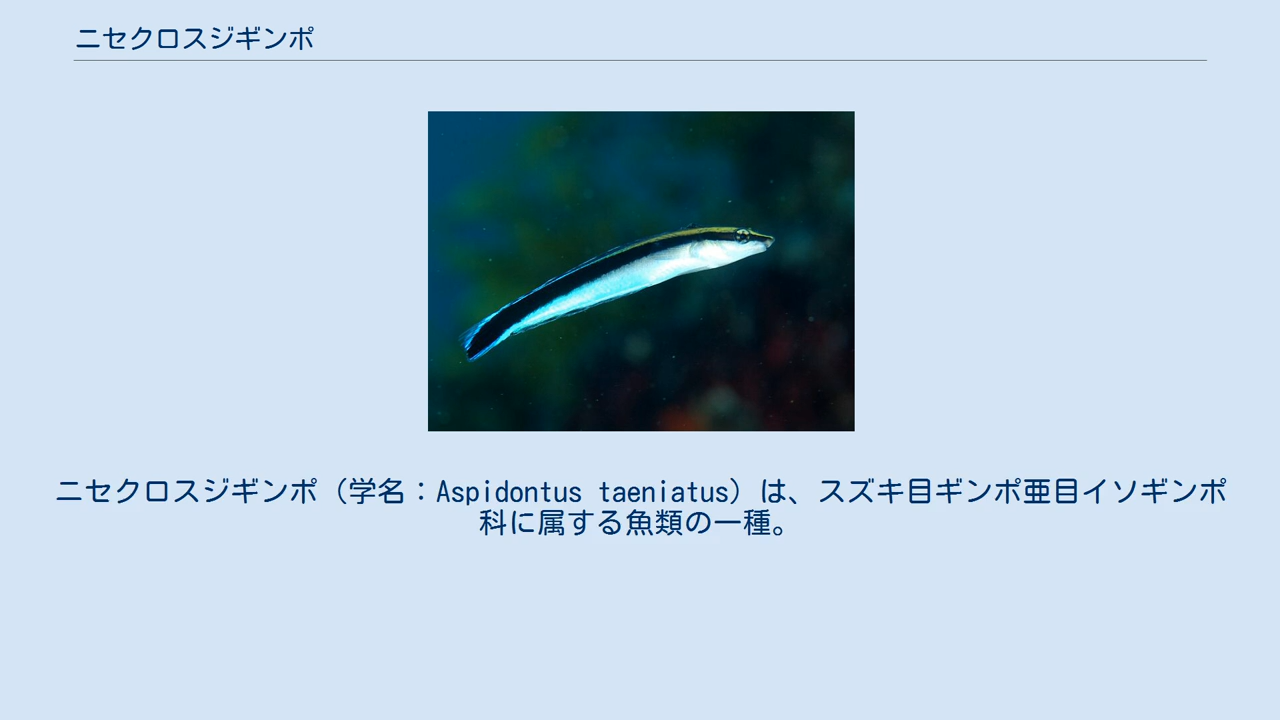 ニセクロスジギンポ
ニセクロスジギンポ（学名：Aspidontus taeniatus）は、スズキ目ギンポ亜目イソギンポ
科に属する魚類の一種。